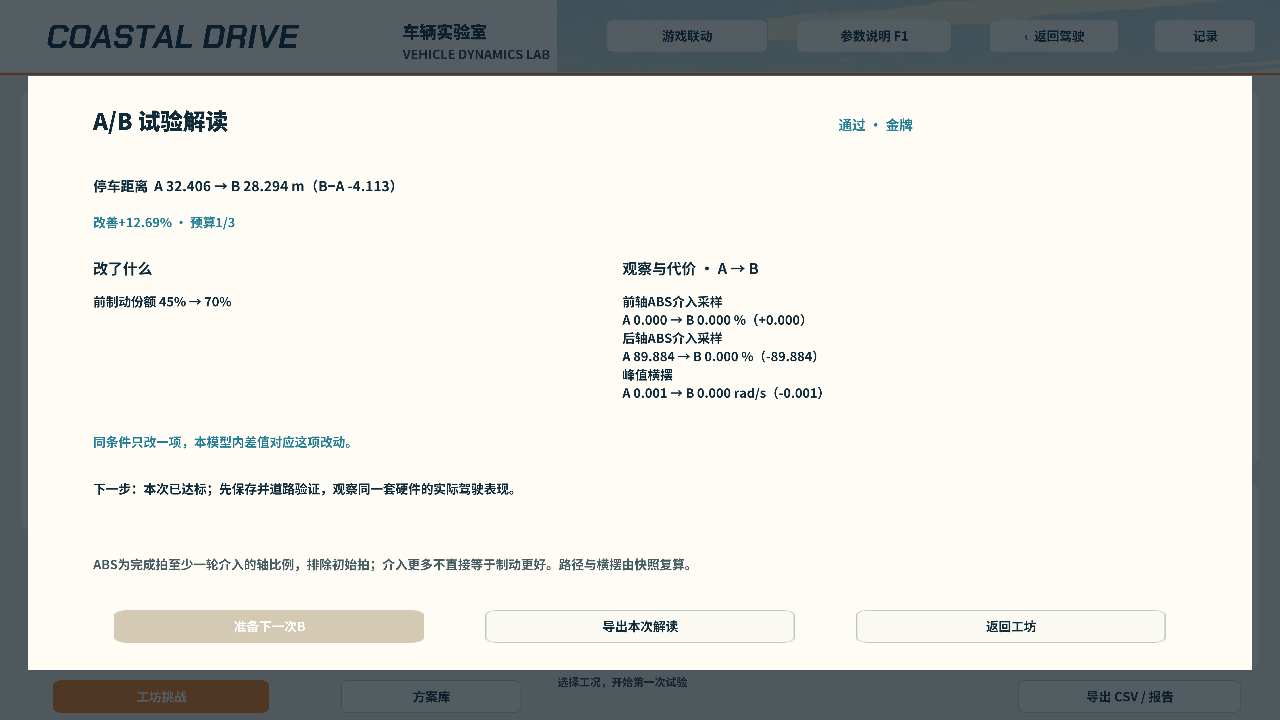 COASTAL DRIVE
车辆实验室
VEHICLE DYNAMICS LAB
游戏联动
参数说明 F1
‹ 返回驾驶
记录
A/B 试验解读
通过 · 金牌
停车距离 A 32.406 → B 28.294 m（B−A -4.113）
改善+12.69% · 预算1/3
改了什么
前制动份额 45% → 70%
观察与代价 · A → B
前轴ABS介入采样
A 0.000 → B 0.000 %（+0.000）
后轴ABS介入采样
A 89.884 → B 0.000 %（-89.884）
峰值横摆
A 0.001 → B 0.000 rad/s（-0.001）
同条件只改一项，本模型内差值对应这项改动。
下一步：本次已达标；先保存并道路验证，观察同一套硬件的实际驾驶表现。
ABS为完成拍至少一轮介入的轴比例，排除初始拍；介入更多不直接等于制动更好。路径与横摆由快照复算。
准备下一次B
导出本次解读
返回工坊
选择工况，开始第一次试验
工坊挑战
方案库
导出 CSV / 报告